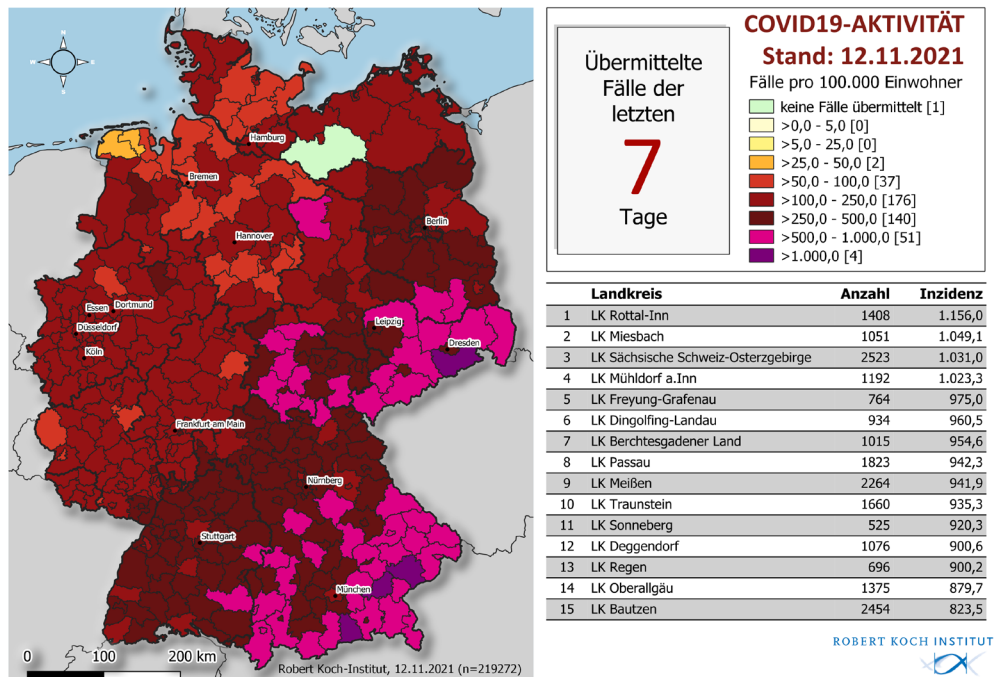 COVID19-AKTIVITÄT
Stand: 12.11.2021
Übermittelte
Fälle der
letzten
7
Tage
Fälle pro 100.000 Einwohner
keine Fälle übermittelt [1]
>0,0 - 5,0 [0]
>5,0 - 25,0 [0]
>25,0 - 50,0 [2]
>50,0 - 100,0 [37]
>100,0 - 250,0 [176]
>250,0 - 500,0 [140]
>500,0 - 1.000,0 [51]
>1.000,0 [4]
N
W E
S
Hamburg
Bremen
Berlin
Hannover
Essen Dortmund
Düsseldorf
Köln
Leipzig
Dresden
Frankfurt am Main
Nürnberg
Stuttgart
München
0 100 200 km
Robert Koch-Institut, 12.11.2021 (n=219272)
Landkreis Anzahl Inzidenz
1 LK Rottal-Inn 1408 1.156,0
2 LK Miesbach 1051 1.049,1
3 LK Sächsische Schweiz-Osterzgebirge 2523 1.031,0
4 LK Mühldorf a.Inn 1192 1.023,3
5 LK Freyung-Grafenau 764 975,0
6 LK Dingolfing-Landau 934 960,5
7 LK Berchtesgadener Land 1015 954,6
8 LK Passau 1823 942,3
9 LK Meißen 2264 941,9
10 LK Traunstein 1660 935,3
11 LK Sonneberg 525 920,3
12 LK Deggendorf 1076 900,6
13 LK Regen 696 900,2
14 LK Oberallgäu 1375 879,7
15 LK Bautzen 2454 823,5
ROBERT KOCH INSTITUT